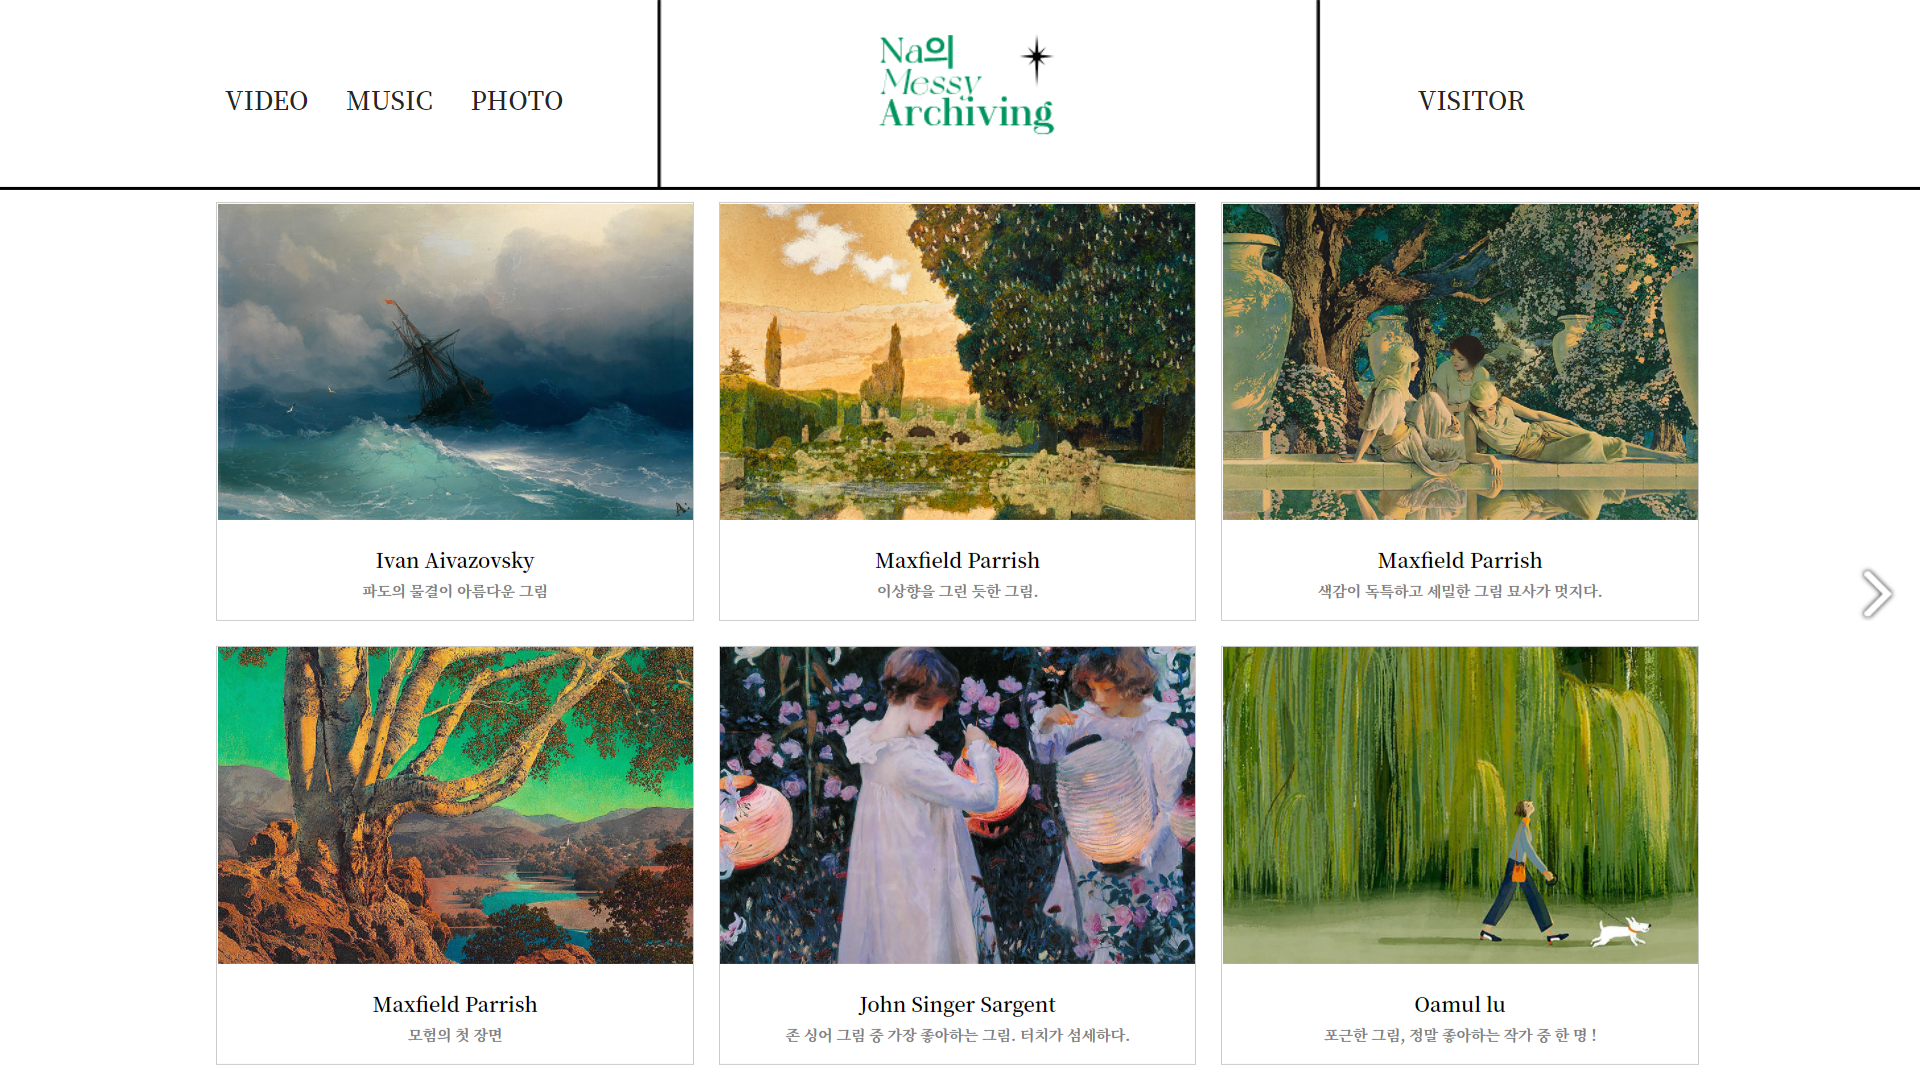 VIDEO MUSIC PHOTO
Na의
Messy
Archiving
VISITOR
Ivan Aivazovsky
파도의 물결이 아름다운 그림
Maxfield Parrish
이상향을 그린 듯한 그림.
Maxfield Parrish
색감이 독특하고 세밀한 그림 묘사가 멋지다.
Maxfield Parrish
모험의 첫 장면
John Singer Sargent
존 싱어 그림 중 가장 좋아하는 그림. 터치가 섬세하다.
Oamul lu
포근한 그림, 정말 좋아하는 작가 중 한 명 !